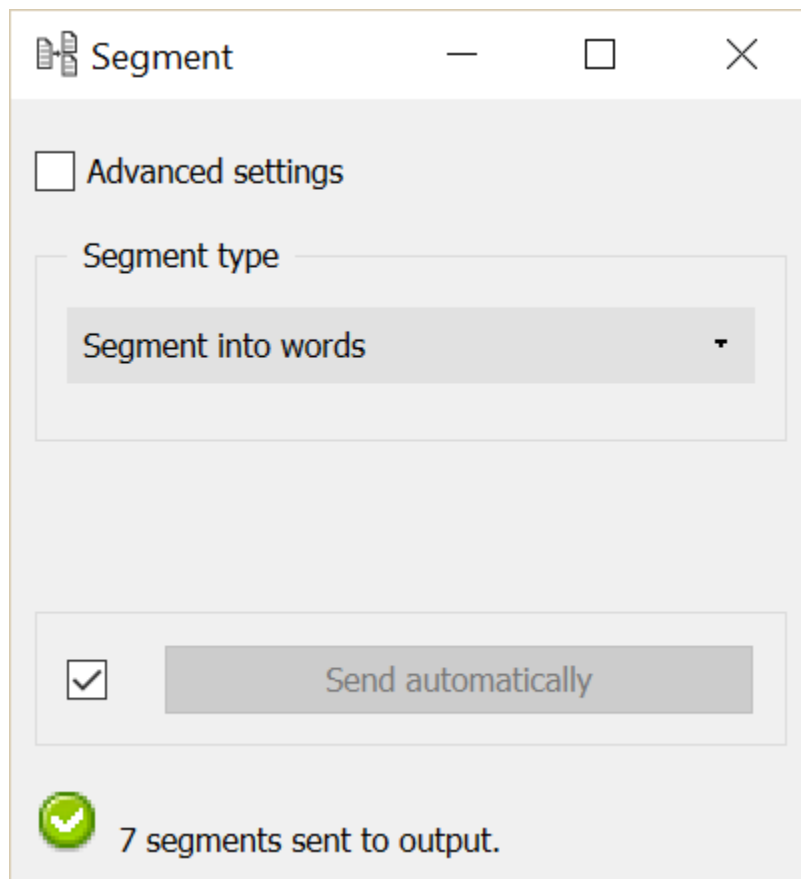 Segment
Advanced settings
Segment type
Segment into words
Send automatically
7 segments sent to output.